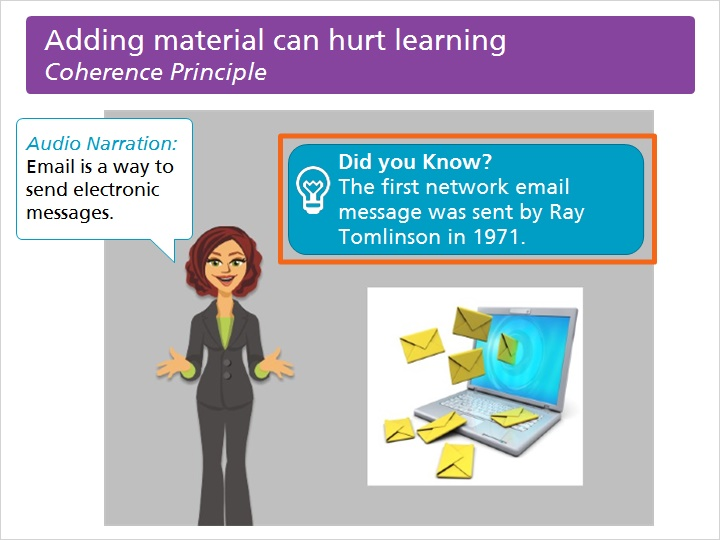 Adding material can hurt learning
Coherence Principle
Audio Narration:
Email is a way to
send electronic
messages.
Did you Know?
The first network email
message was sent by Ray
Tomlinson in 1971.